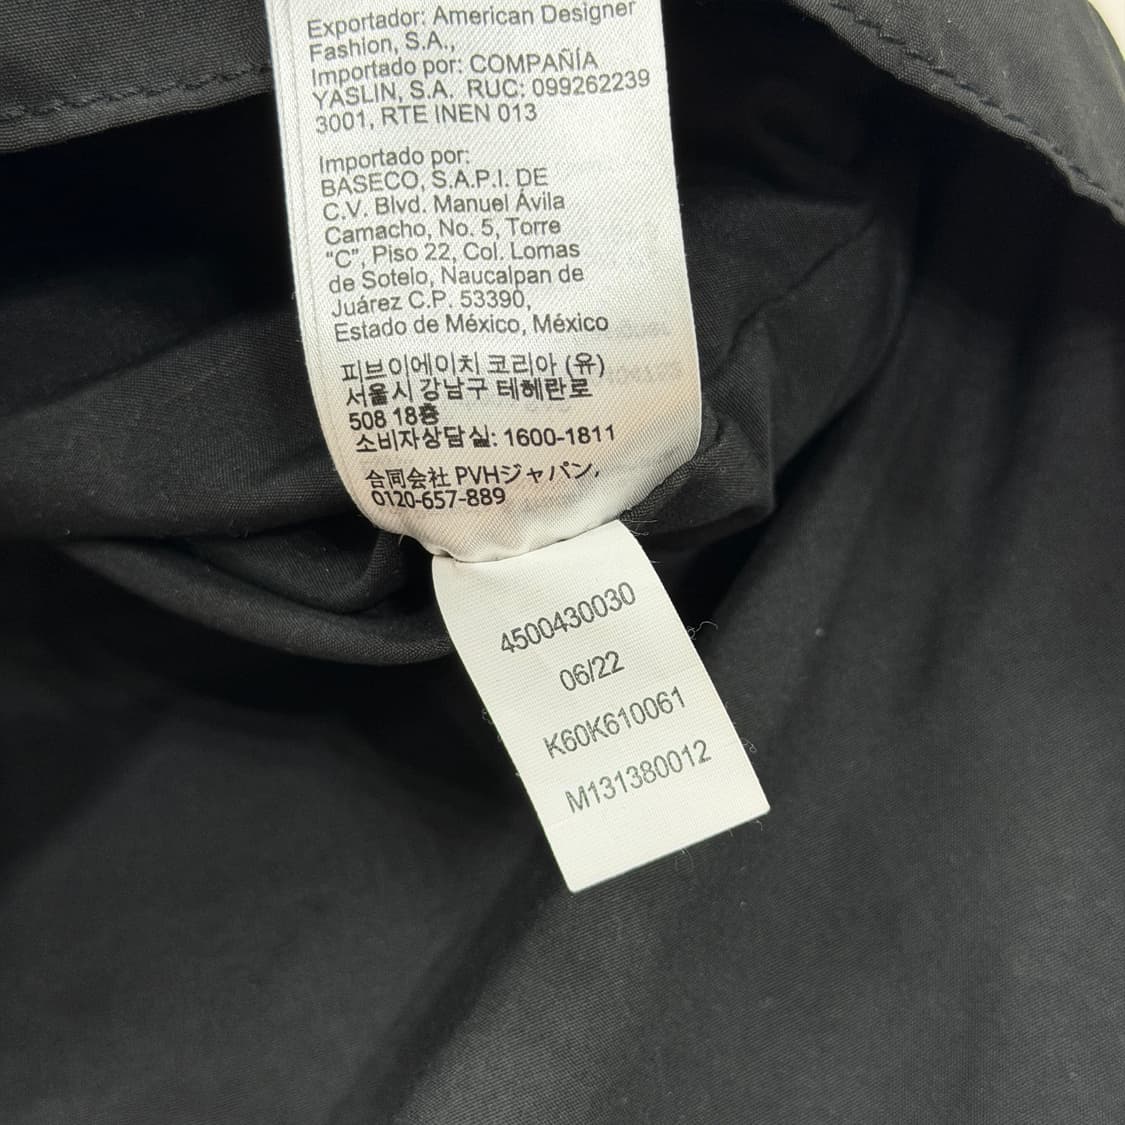 Exportador: American Designer
Fashion, S.A.,
Importado por: COMPAÑÍA
YASLIN, S.A. RUC: 099262239
3001, RTE INEN 013
Importado por:
BASECO, S.A.P.I. DE
C.V. Blvd. Manuel Ávila
Camacho, No. 5, Torre
"C", Piso 22, Col. Lomas
de Sotelo, Naucalpan de
Juárez C.P. 53390,
Estado de México, México
피브이에이치 코리아 (유)
서울시 강남구 테헤란로
508 18층
소비자상담실: 1600-1811
合同会社 PVHジャパン,
0120-657-889
4500430030
06/22
K60K610061
M131380012